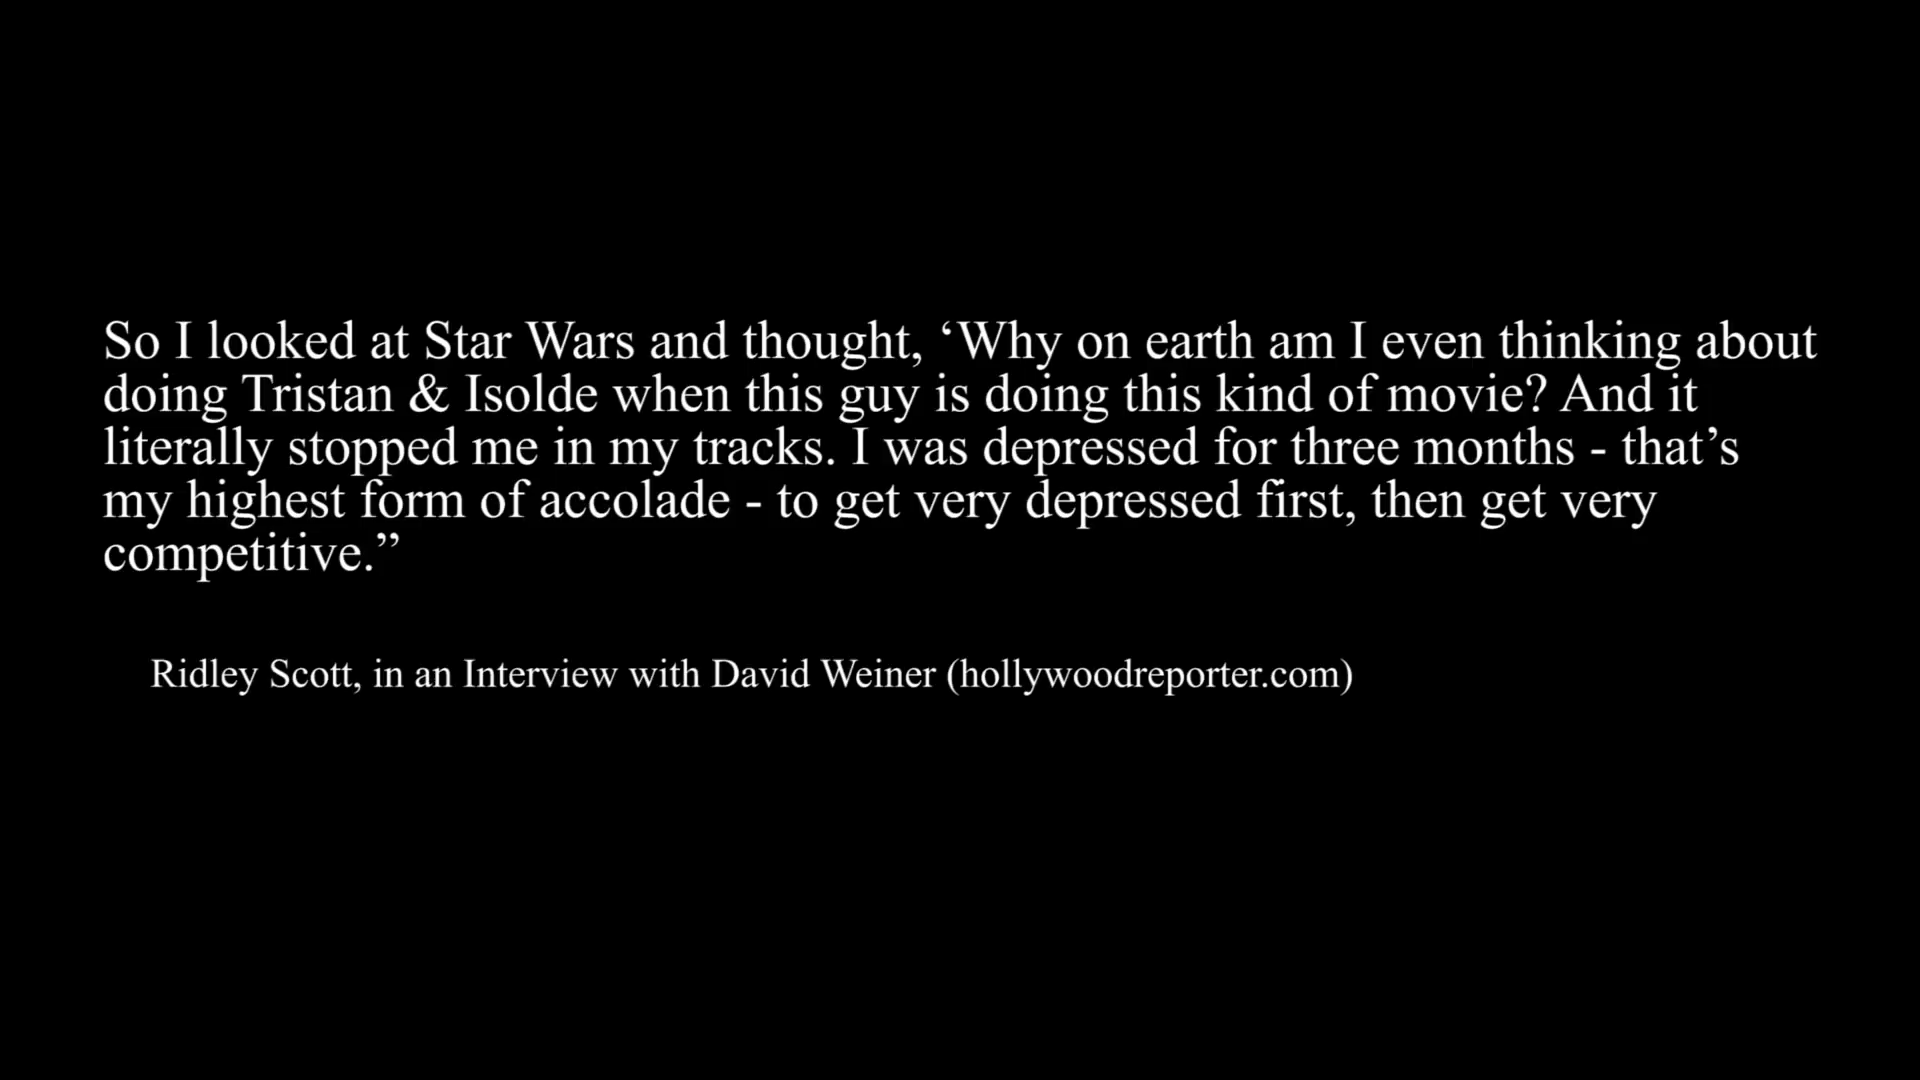 So I looked at Star Wars and thought, ‘Why on earth am I even thinking about
doing Tristan & Isolde when this guy is doing this kind of movie? And it
literally stopped me in my tracks. I was depressed for three months - that’s
my highest form of accolade - to get very depressed first, then get very
competitive.”
Ridley Scott, in an Interview with David Weiner (hollywoodreporter.com)